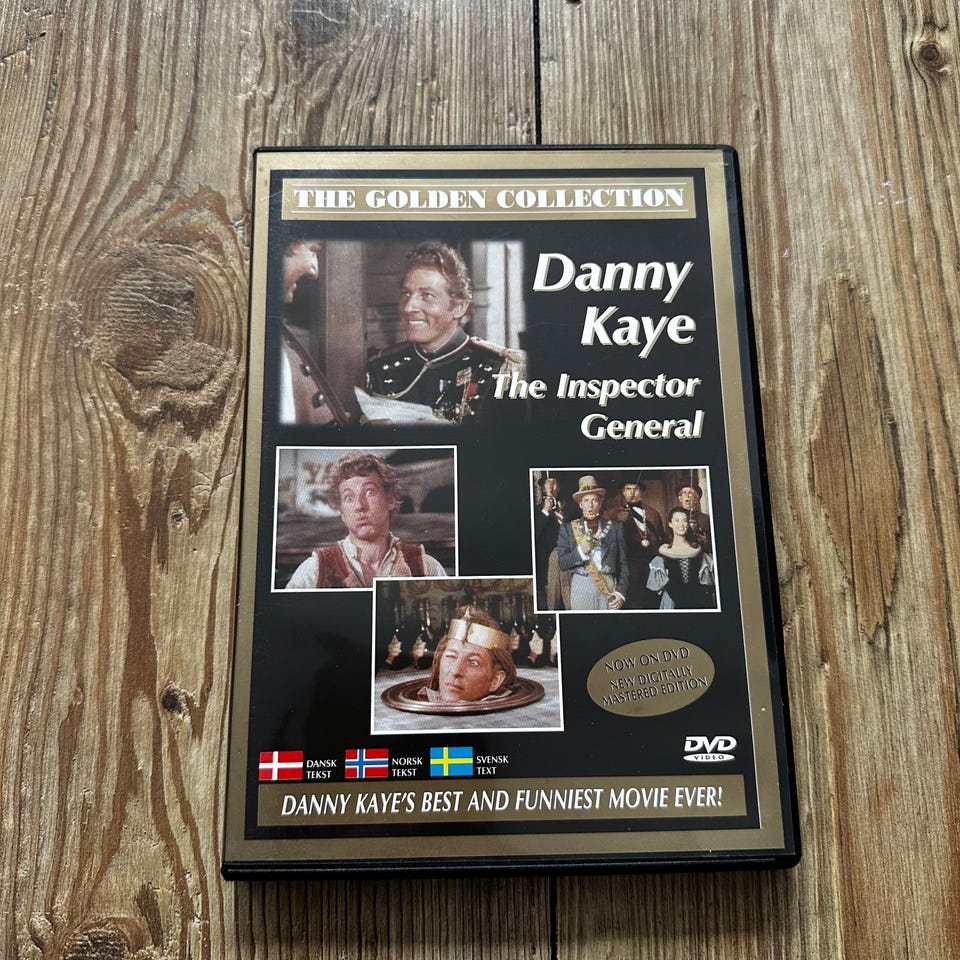 THE GOLDEN COLLECTION
Danny
Kaye
The Inspector
General
NOW ON DVD
NEW DIGITALLY
MASTERED EDITION
DVD
VIDEO
DANSK
TEKST
NORSK
TEKST
SVENSK
TEXT
DANNY KAYE'S BEST AND FUNNIEST MOVIE EVER!